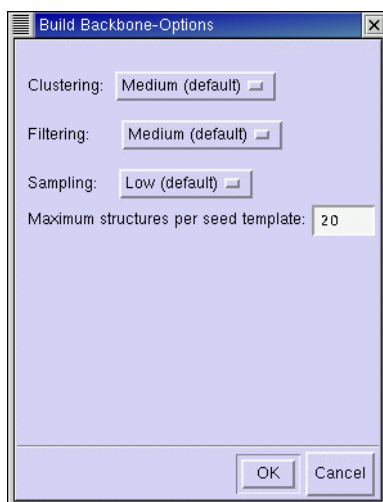 Build Backbone-Options
Clustering: Medium (default)
Filtering: Medium (default)
Sampling: Low (default)
Maximum structures per seed template: 20
OK Cancel